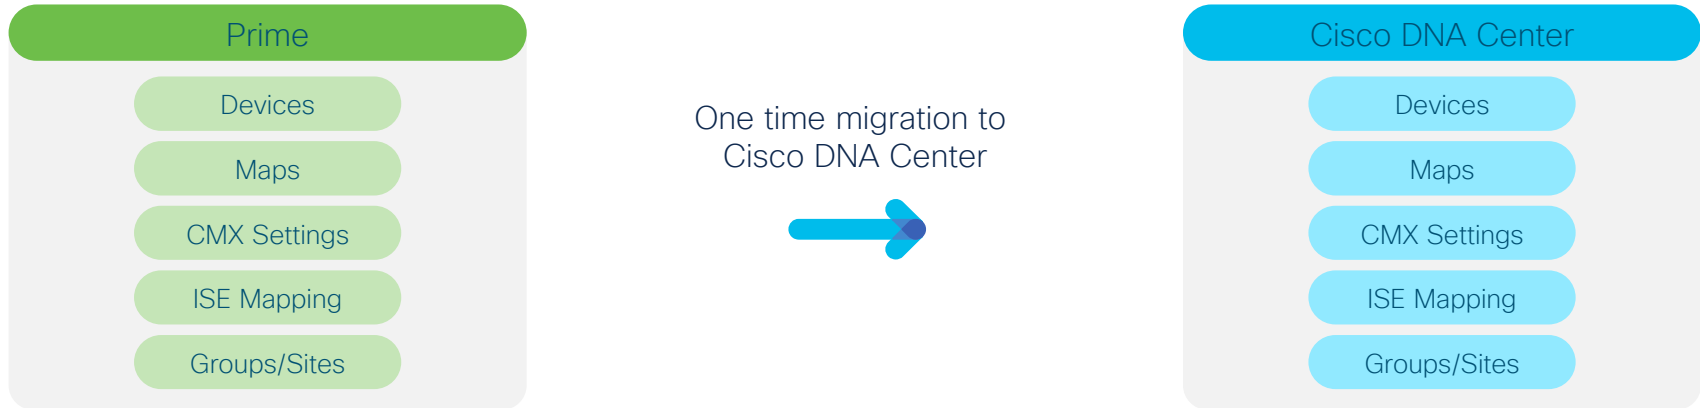 Prime
Devices
Maps
CMX Settings
ISE Mapping
Groups/Sites
One time migration to
Cisco DNA Center
Cisco DNA Center
Devices
Maps
CMX Settings
ISE Mapping
Groups/Sites